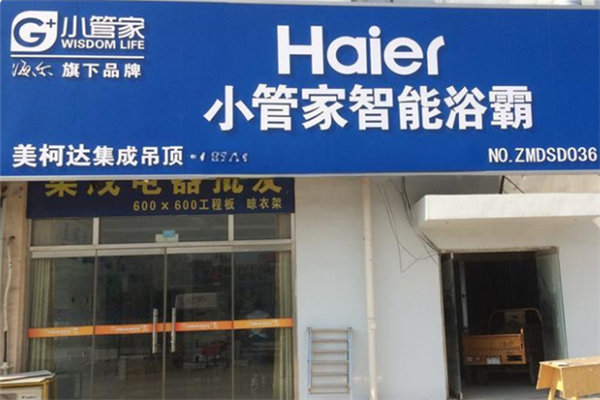 G+ 小管家
WISDOM LIFE
海尔 旗下品牌
Haier
小管家智能浴霸
美柯达集成吊顶
NO.ZMDSD036
集成电器批发
600×600工程板 晾衣架